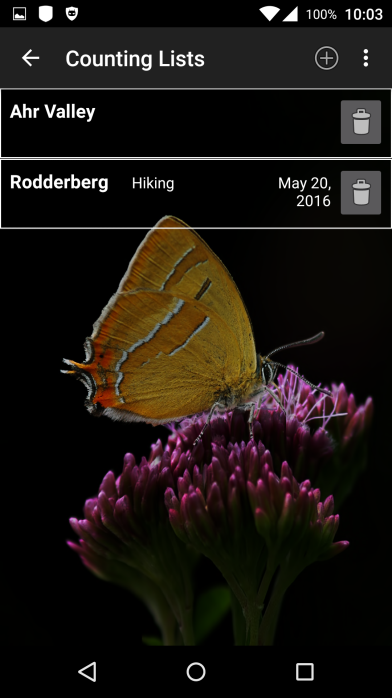 100% 10:03
Counting Lists
Ahr Valley
Rodderberg Hiking May 20,
2016